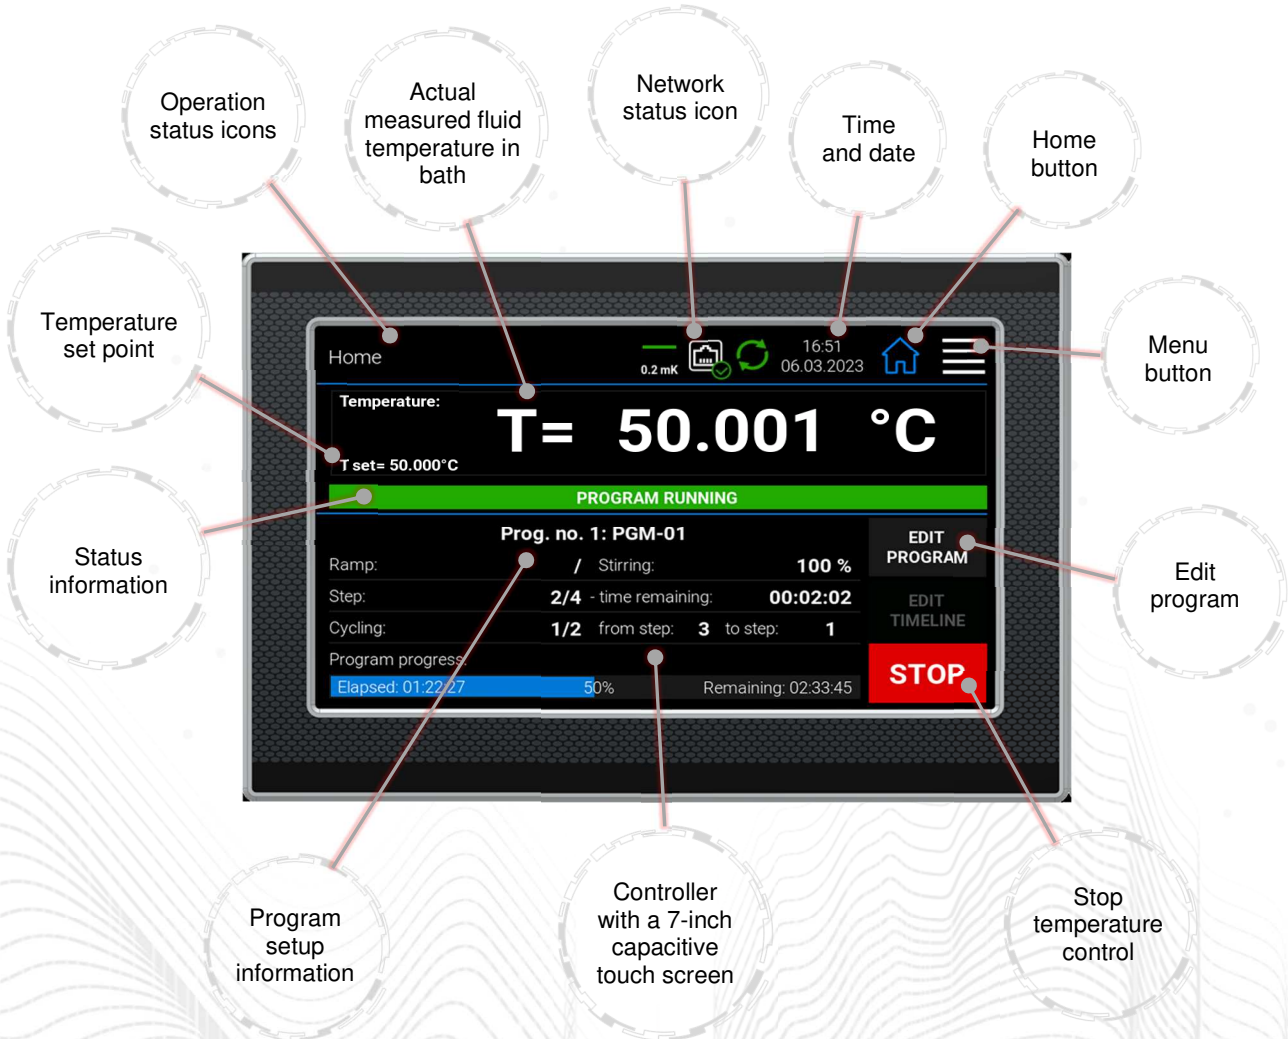 Operation
status icons
Actual
measured fluid
temperature in
bath
Network
status icon
Time
and date
Home
button
Temperature
set point
Menu
button
Status
information
Edit
program
Home
0.2 mK
16:51
06.03.2023
Temperature:
T= 50.001 °C
T set= 50.000°C
PROGRAM RUNNING
Prog. no. 1: PGM-01
EDIT
PROGRAM
Ramp: / Stirring: 100 %
Step: 2/4 - time remaining: 00:02:02
EDIT
TIMELINE
Cycling: 1/2 from step: 3 to step: 1
Program progress:
STOP
Elapsed: 01:22:27 50% Remaining: 02:33:45
Program
setup
information
Controller
with a 7-inch
capacitive
touch screen
Stop
temperature
control